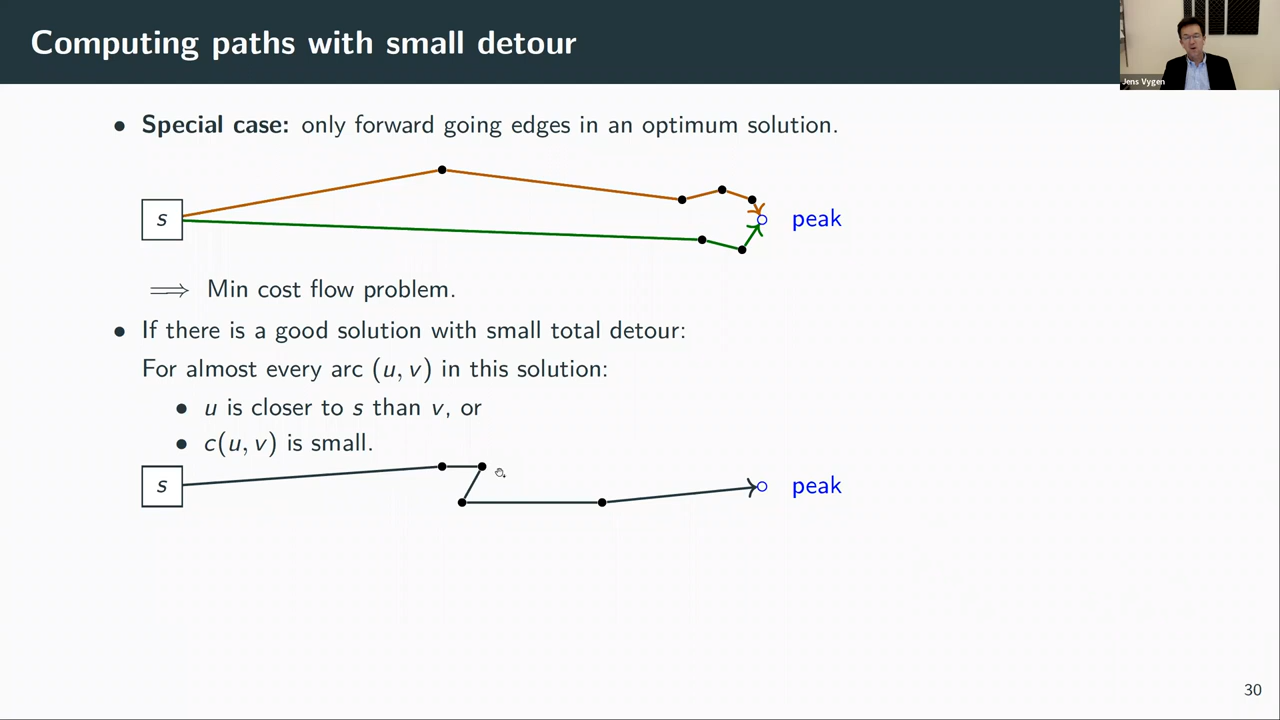 Computing paths with small detour
Jens Vygen
• Special case: only forward going edges in an optimum solution.
s
peak
⟹ Min cost flow problem.
• If there is a good solution with small total detour:
For almost every arc (u, v) in this solution:
• u is closer to s than v, or
• c(u, v) is small.
s
peak
30